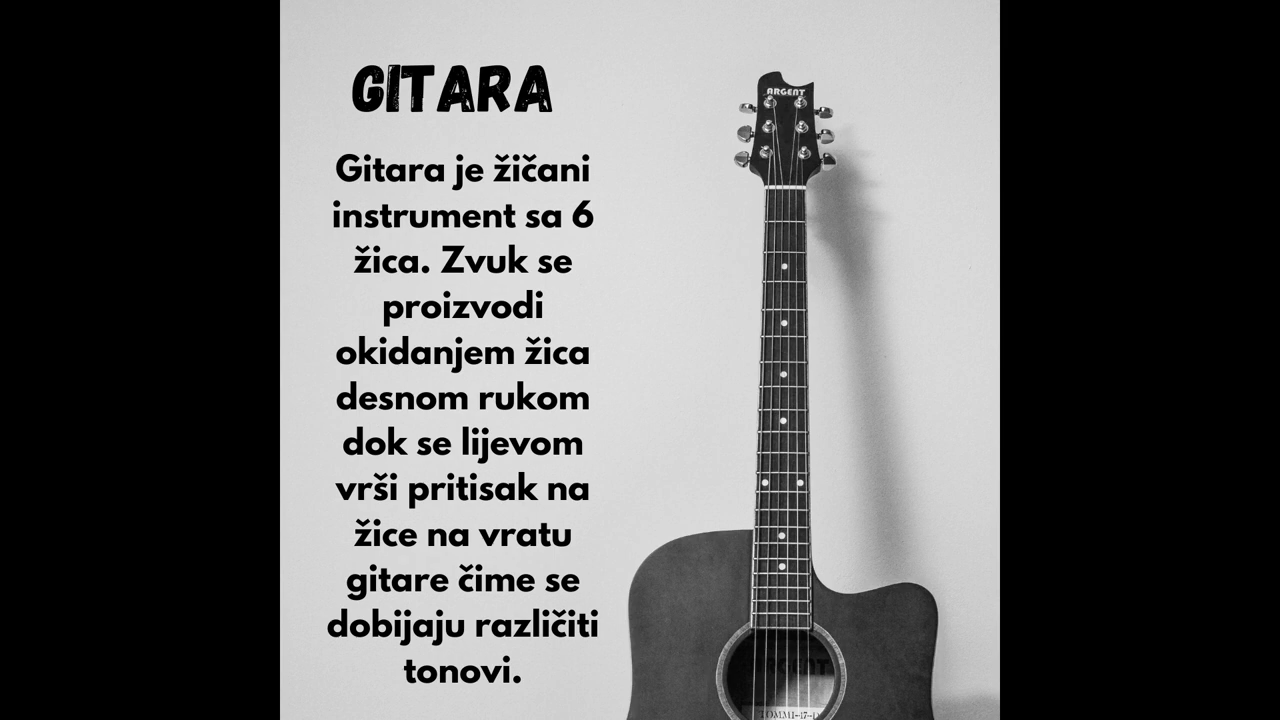 GITARA
Gitara je žičani
instrument sa 6
žica. Zvuk se
proizvodi
okidanjem žica
desnom rukom
dok se lijevom
vrši pritisak na
žice na vratu
gitare čime se
dobijaju različiti
tonovi.
ARGENT
ARGENT